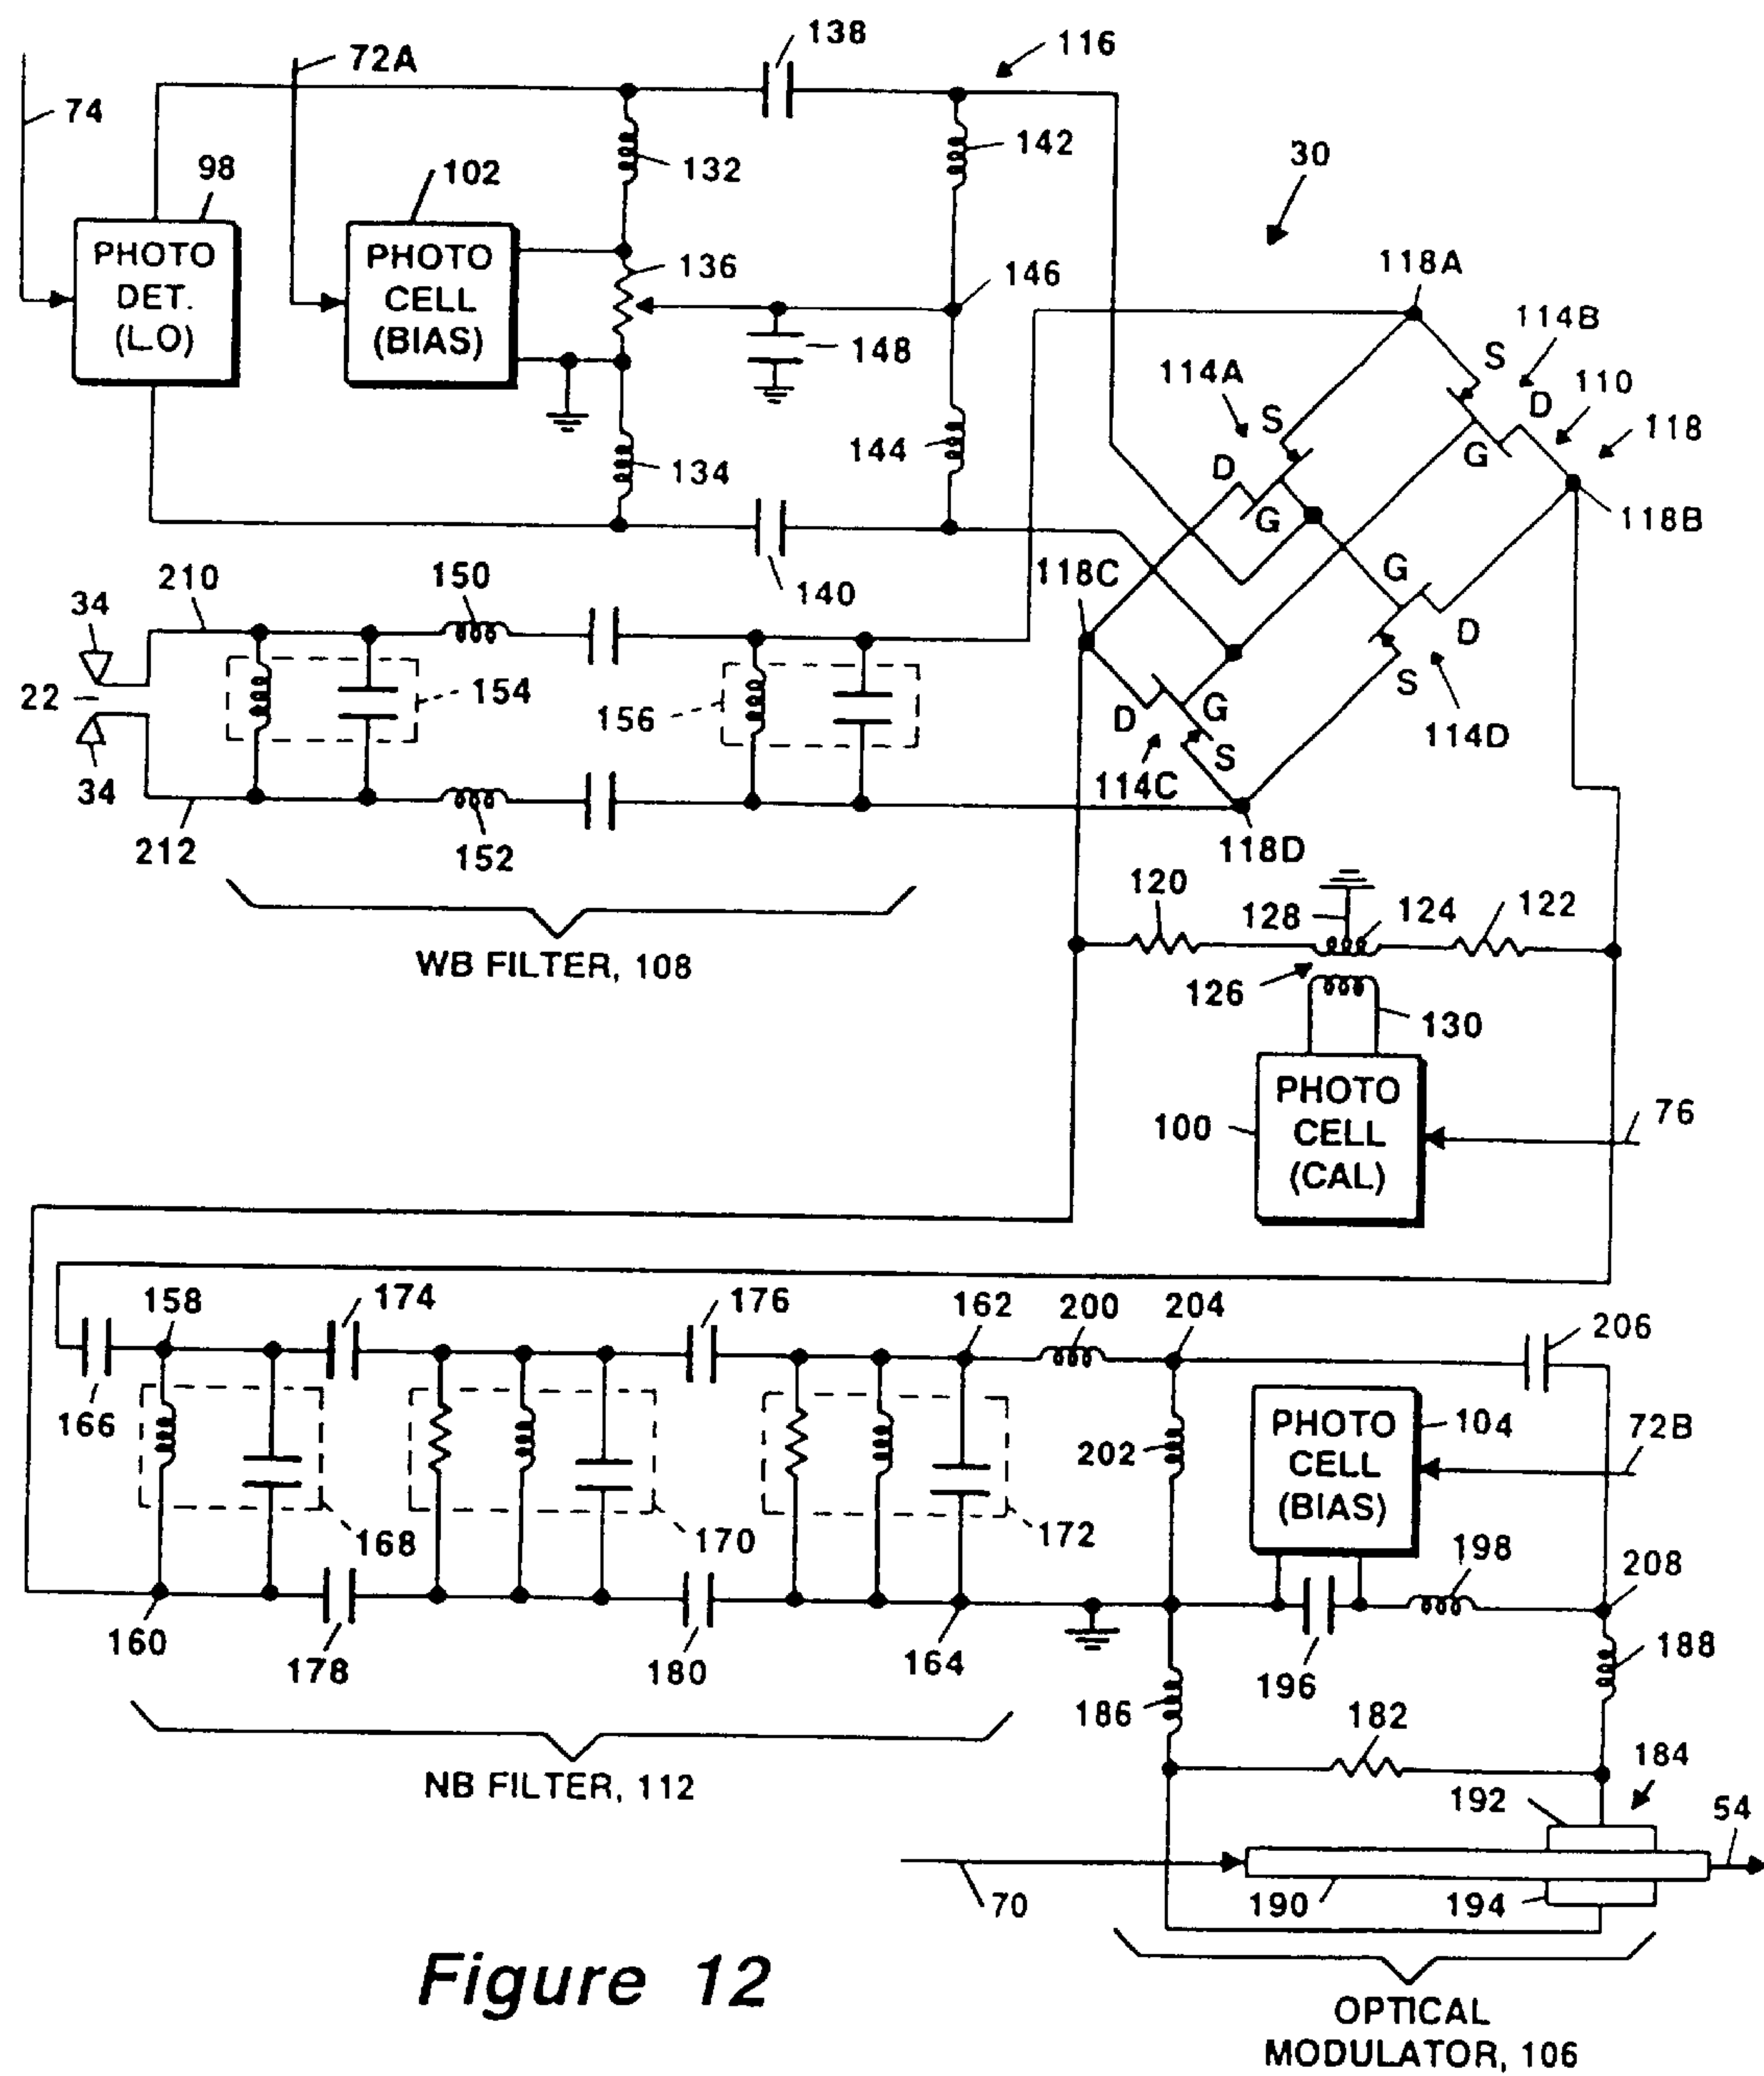 138
116
72A
74
142
30
98
102
132
118A
PHOTO
DET.
(LO)
PHOTO
CELL
(BIAS)
136
146
114B
S
148
114A
110
D
118
S
144
134
D
G
G
118B
140
118C
G
210
150
34
D
22
154
156
S
D
G
114D
34
S
114C
212
152
118D
120
128
124
122
WB FILTER, 108
126
130
PHOTO
CELL
(CAL)
100
76
158
174
176
162
200
204
206
166
PHOTO
CELL
(BIAS)
104
72B
202
168
170
172
198
208
160
178
180
164
196
188
186
182
NB FILTER, 112
184
192
54
70
190
194
Figure 12
OPTICAL
MODULATOR, 106